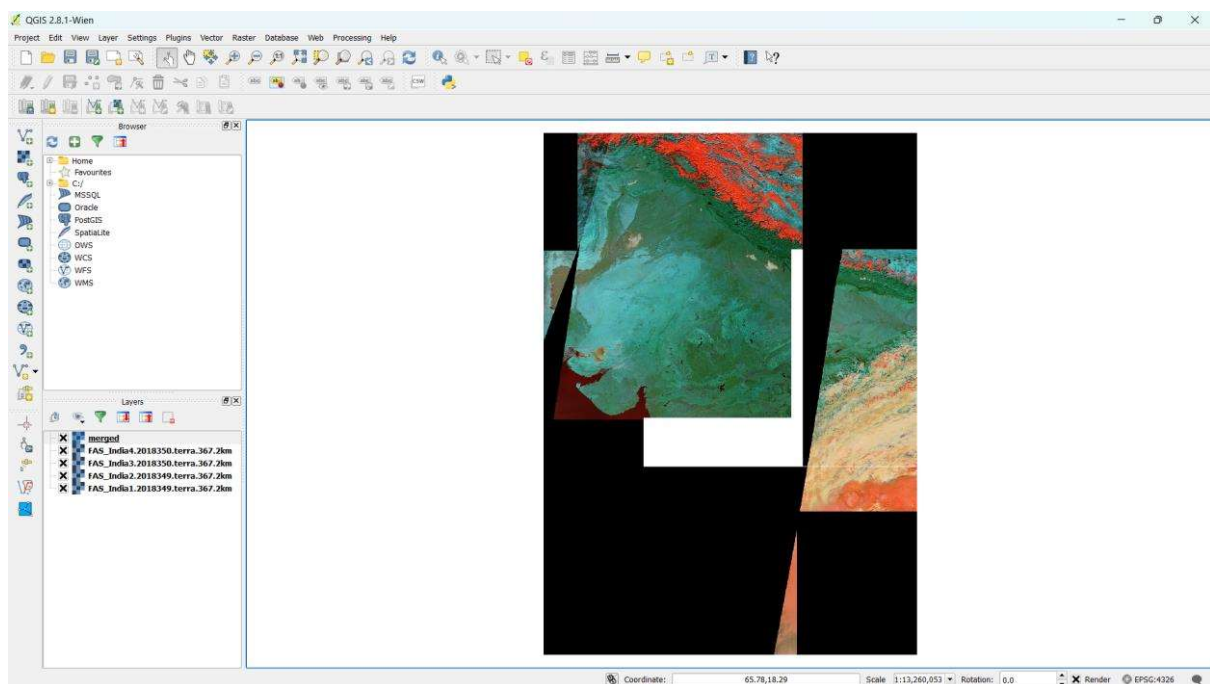 QGIS 2.8.1-Wien
Project Edit View Layer Settings Plugins Vector Raster Database Web Processing Help
CSW
Browser
Home
Favourites
C:/
MSSQL
Oracle
PostGIS
SpatiaLite
OWS
WCS
WFS
WMS
Layers
merged
FAS_India4.2018350.terra.367.2km
FAS_India3.2018350.terra.367.2km
FAS_India2.2018349.terra.367.2km
FAS_India1.2018349.terra.367.2km
Coordinate: 65.78,18.29 Scale 1:13,260,053 Rotation: 0.0 Render EPSG:4326